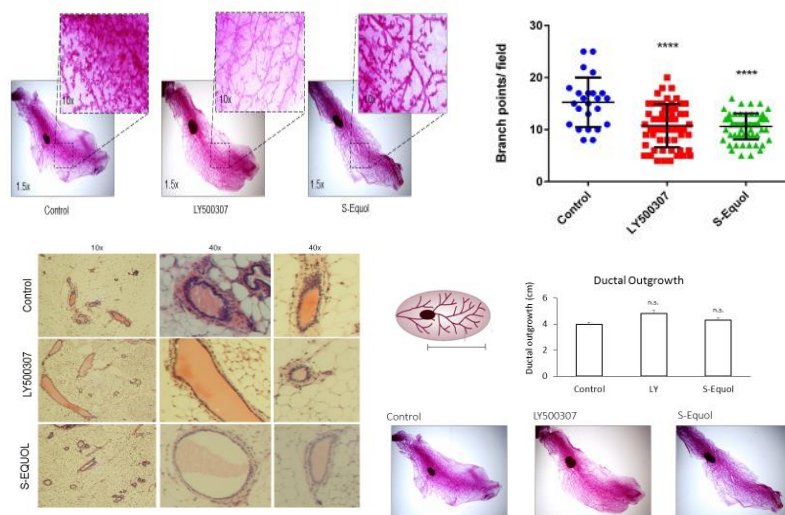 10x
10x
10x
1.5x
1.5x
1.5x
Control
LY500307
S-Equol
Branch points/ field
30
20
10
0
****
****
Control
LY500307
S-Equol
10x
40x
40x
Control
LY500307
S-EQUOL
Ductal Outgrowth
Ductal outgrowth (cm)
6
4
2
0
n.s.
n.s.
Control
LY
S-Equol
Control
LY500307
S-Equol